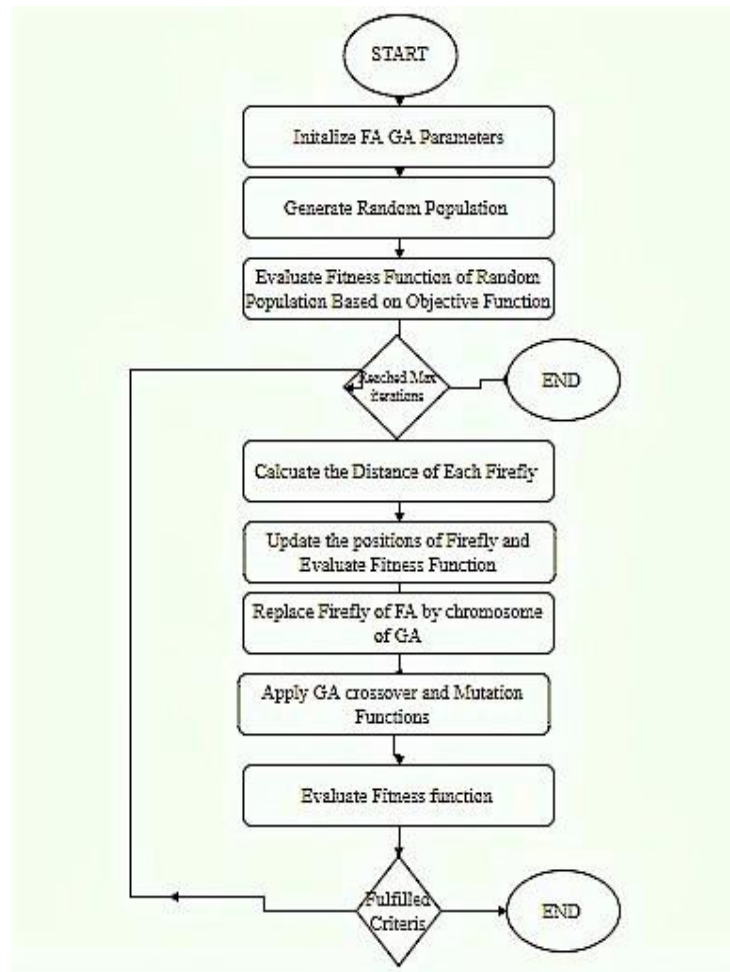 START
Initalize FA GA Parameters
Generate Random Population
Evaluate Fitness Function of Random
Population Based on Objective Function
Reached Max
iterations
END
Calcuate the Distance of Each Firefly
Update the positions of Firefly and
Evaluate Fitness Function
Replace Firefly of FA by chromosome
of GA
Apply GA crossover and Mutation
Functions
Evaluate Fitness function
Fulfilled
Criteris
END